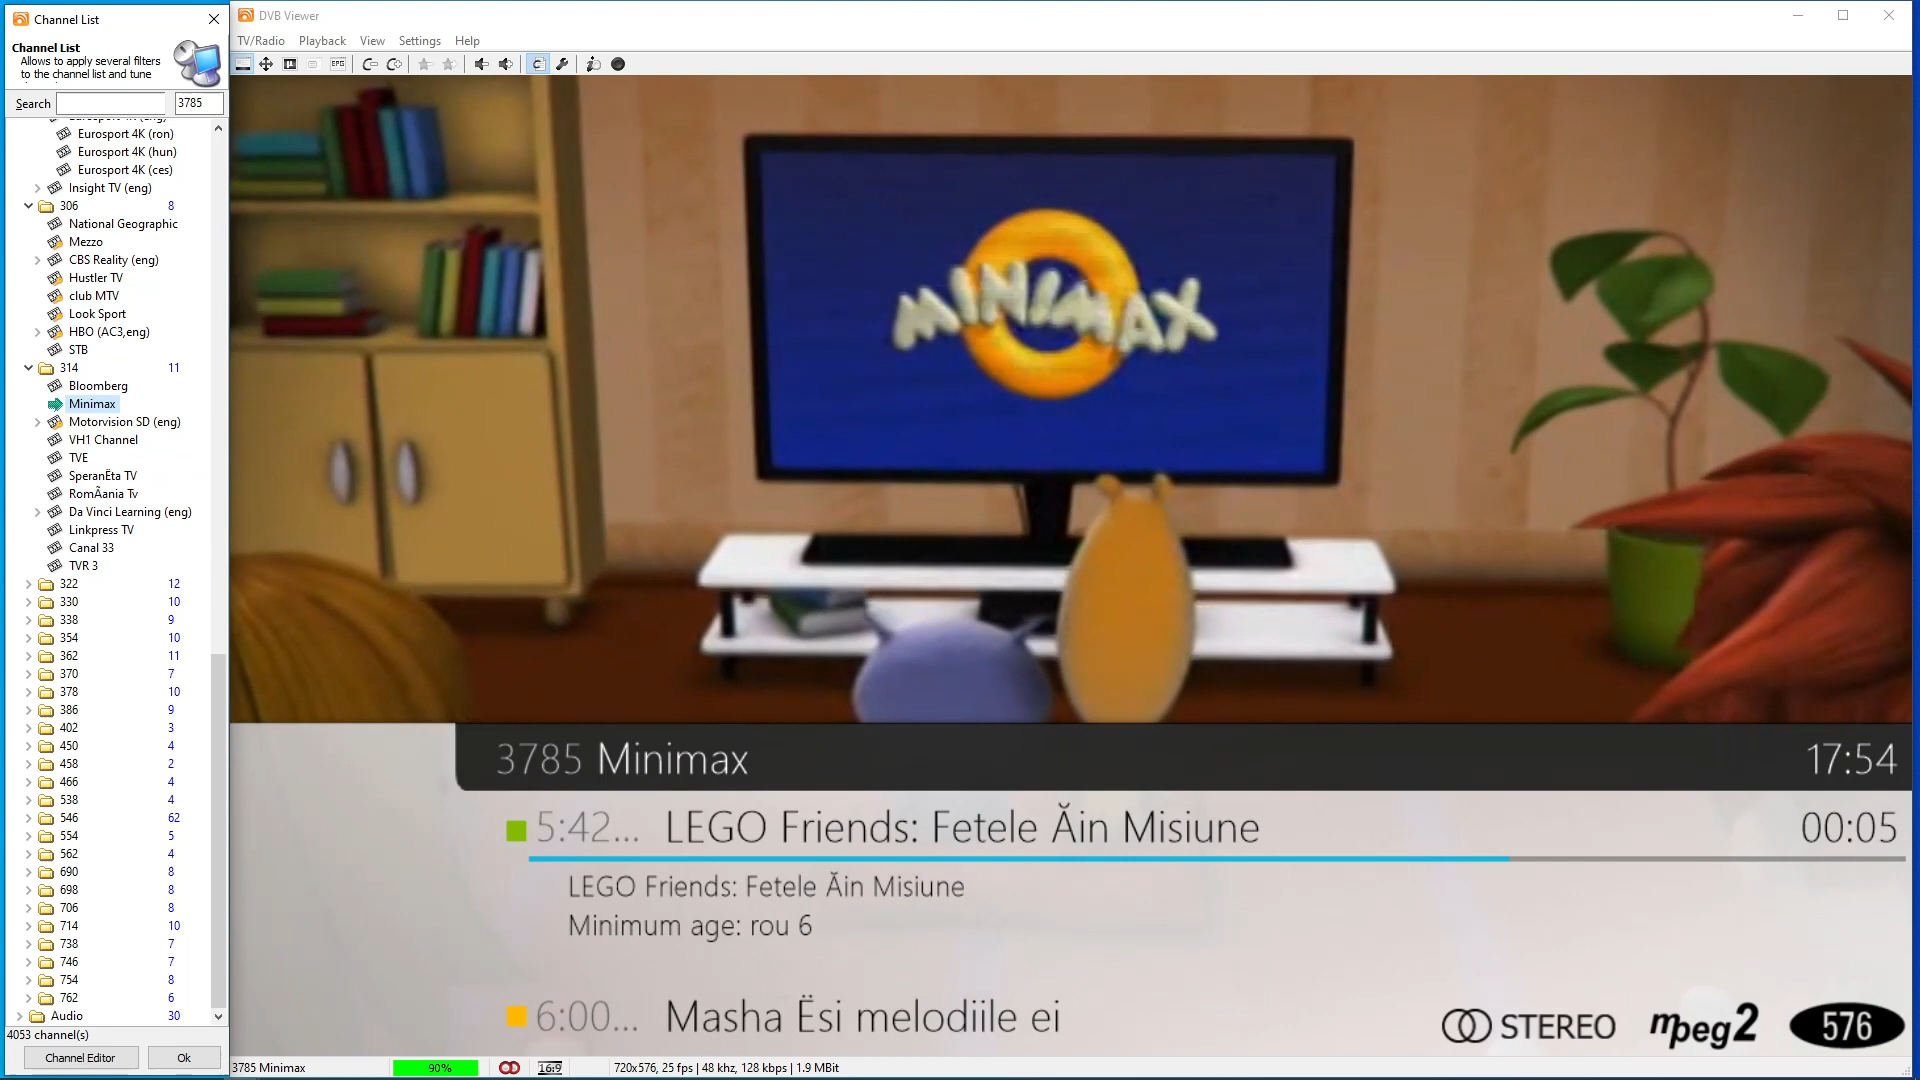 Channel List
Channel List
Allows to apply several filters
to the channel list and tune
Search
3785
Eurosport 4K (eng)
Eurosport 4K (ron)
Eurosport 4K (hun)
Eurosport 4K (ces)
Insight TV (eng)
306 8
National Geographic
Mezzo
CBS Reality (eng)
Hustler TV
club MTV
Look Sport
HBO (AC3,eng)
STB
314 11
Bloomberg
Minimax
Motorvision SD (eng)
VH1 Channel
TVE
SperanËta TV
RomÃania Tv
Da Vinci Learning (eng)
Linkpress TV
Canal 33
TVR 3
322 12
330 10
338 9
354 10
362 11
370 7
378 10
386 9
402 3
450 4
458 2
466 4
538 4
546 62
554 5
562 4
690 8
698 8
706 8
714 10
738 7
746 7
754 8
762 6
Audio 30
4053 channel(s)
Channel Editor Ok
DVB Viewer
TV/Radio Playback View Settings Help
EPG
MINIMAX
3785 Minimax 17:54
5:42... LEGO Friends: Fetele Ăin Misiune 00:05
LEGO Friends: Fetele Ăin Misiune
Minimum age: rou 6
6:00... Masha Ësi melodiile ei
STEREO mpeg2 576
3785 Minimax 90% 16:9 720x576, 25 fps | 48 khz, 128 kbps | 1.9 MBit